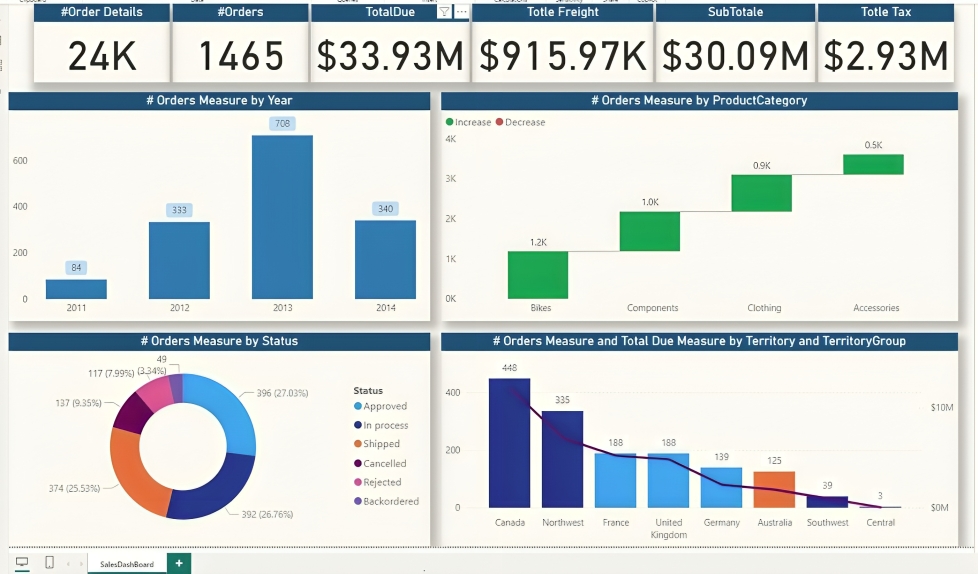 #Order Details
#Orders
TotalDue
Totle Freight
SubTotale
Totle Tax
24K
1465
$33.93M
$915.97K
$30.09M
$2.93M
# Orders Measure by Year
708
600
400
333
340
200
84
0
2011 2012 2013 2014
# Orders Measure by ProductCategory
Increase Decrease
4K
0.5K
0.9K
3K
1.0K
2K
1.2K
1K
0K
Bikes Components Clothing Accessories
# Orders Measure by Status
49
(3.34%)
117 (7.99%)
396 (27.03%)
137 (9.35%)
374 (25.53%)
392 (26.76%)
Status
Approved
In process
Shipped
Cancelled
Rejected
Backordered
# Orders Measure and Total Due Measure by Territory and TerritoryGroup
448
400
$10M
335
200
188
188
139
125
39
3
0
$0M
Canada Northwest France United Kingdom Germany Australia Southwest Central
SalesDashBoard
+